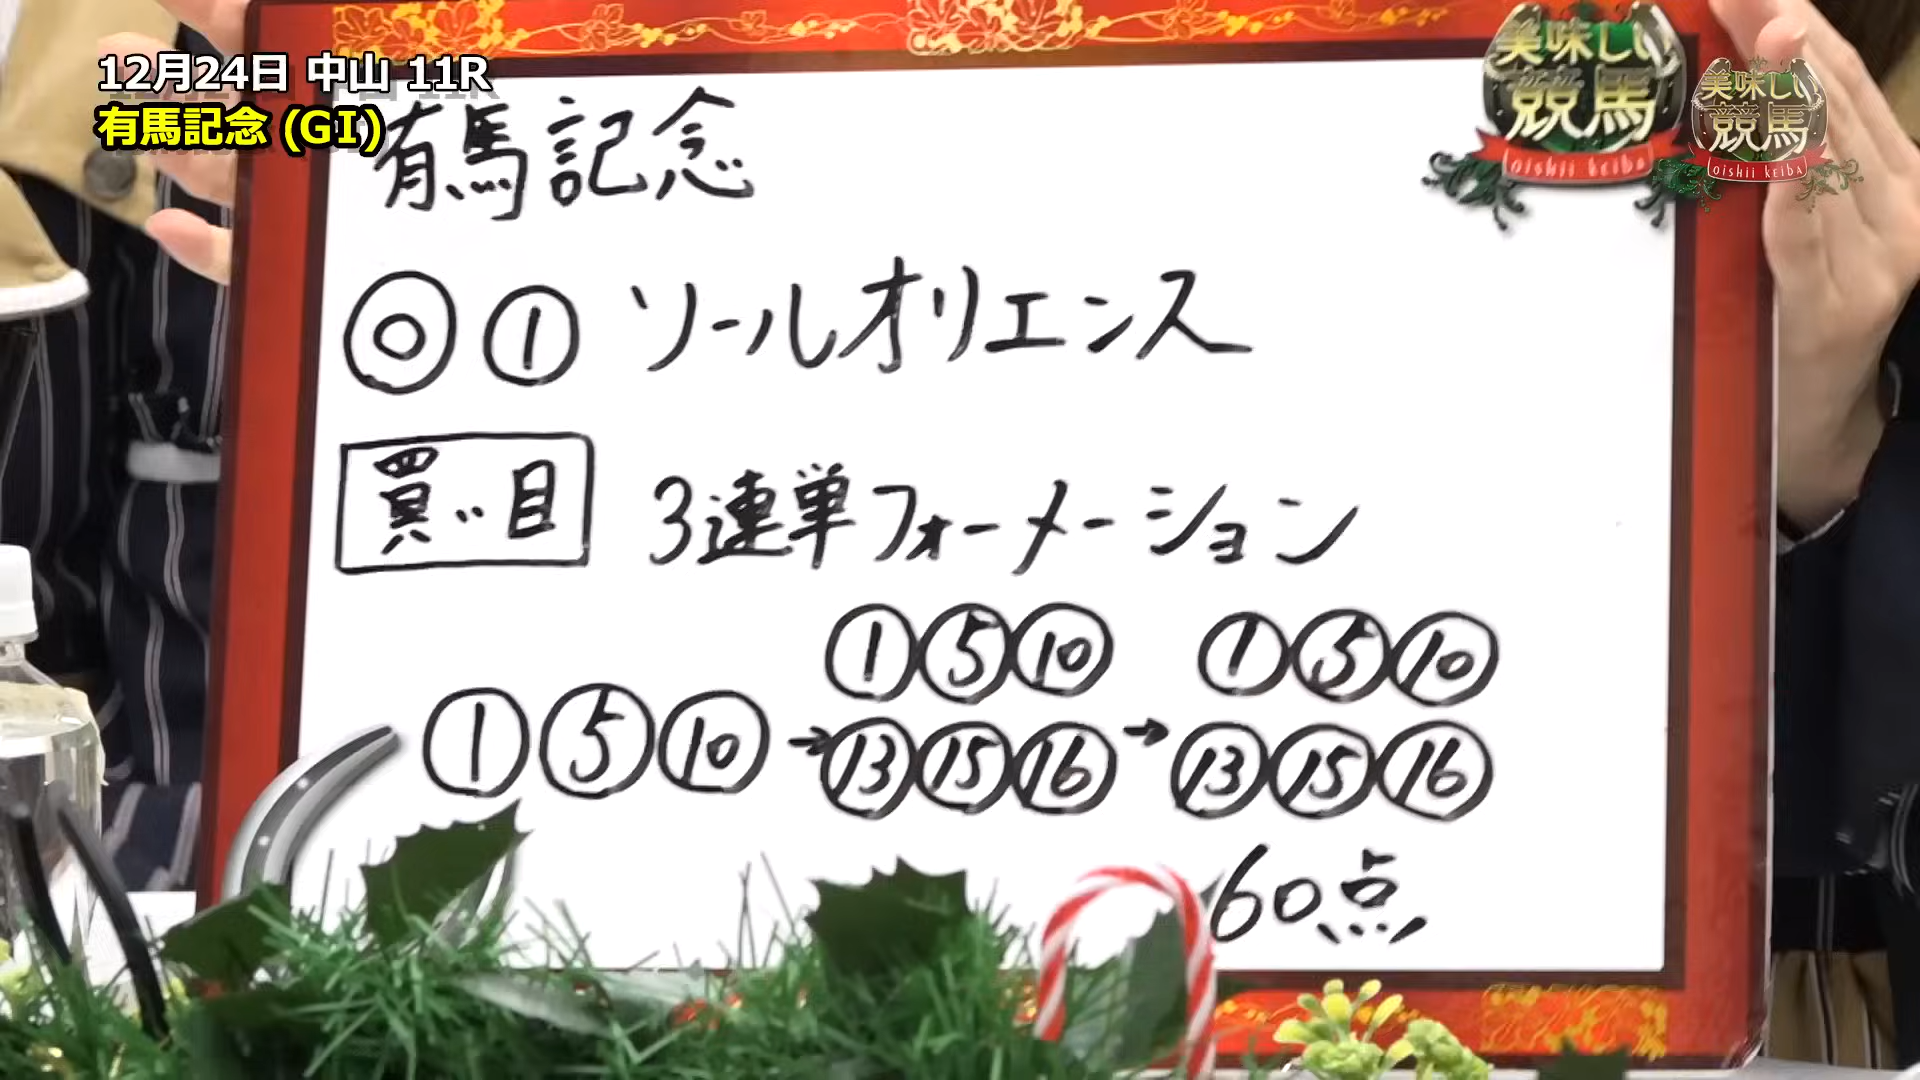 12月24日 中山 11R
有馬記念 (GI)
美味しい
競馬
oishii keiba
美味しい
競馬
oishii keiba
有馬記念
◎ ① ソールオリエンス
買い目 3連単フォーメーション
①⑤⑩ ①⑤⑩
①⑤⑩→⑬⑮⑯→⑬⑮⑯
60点